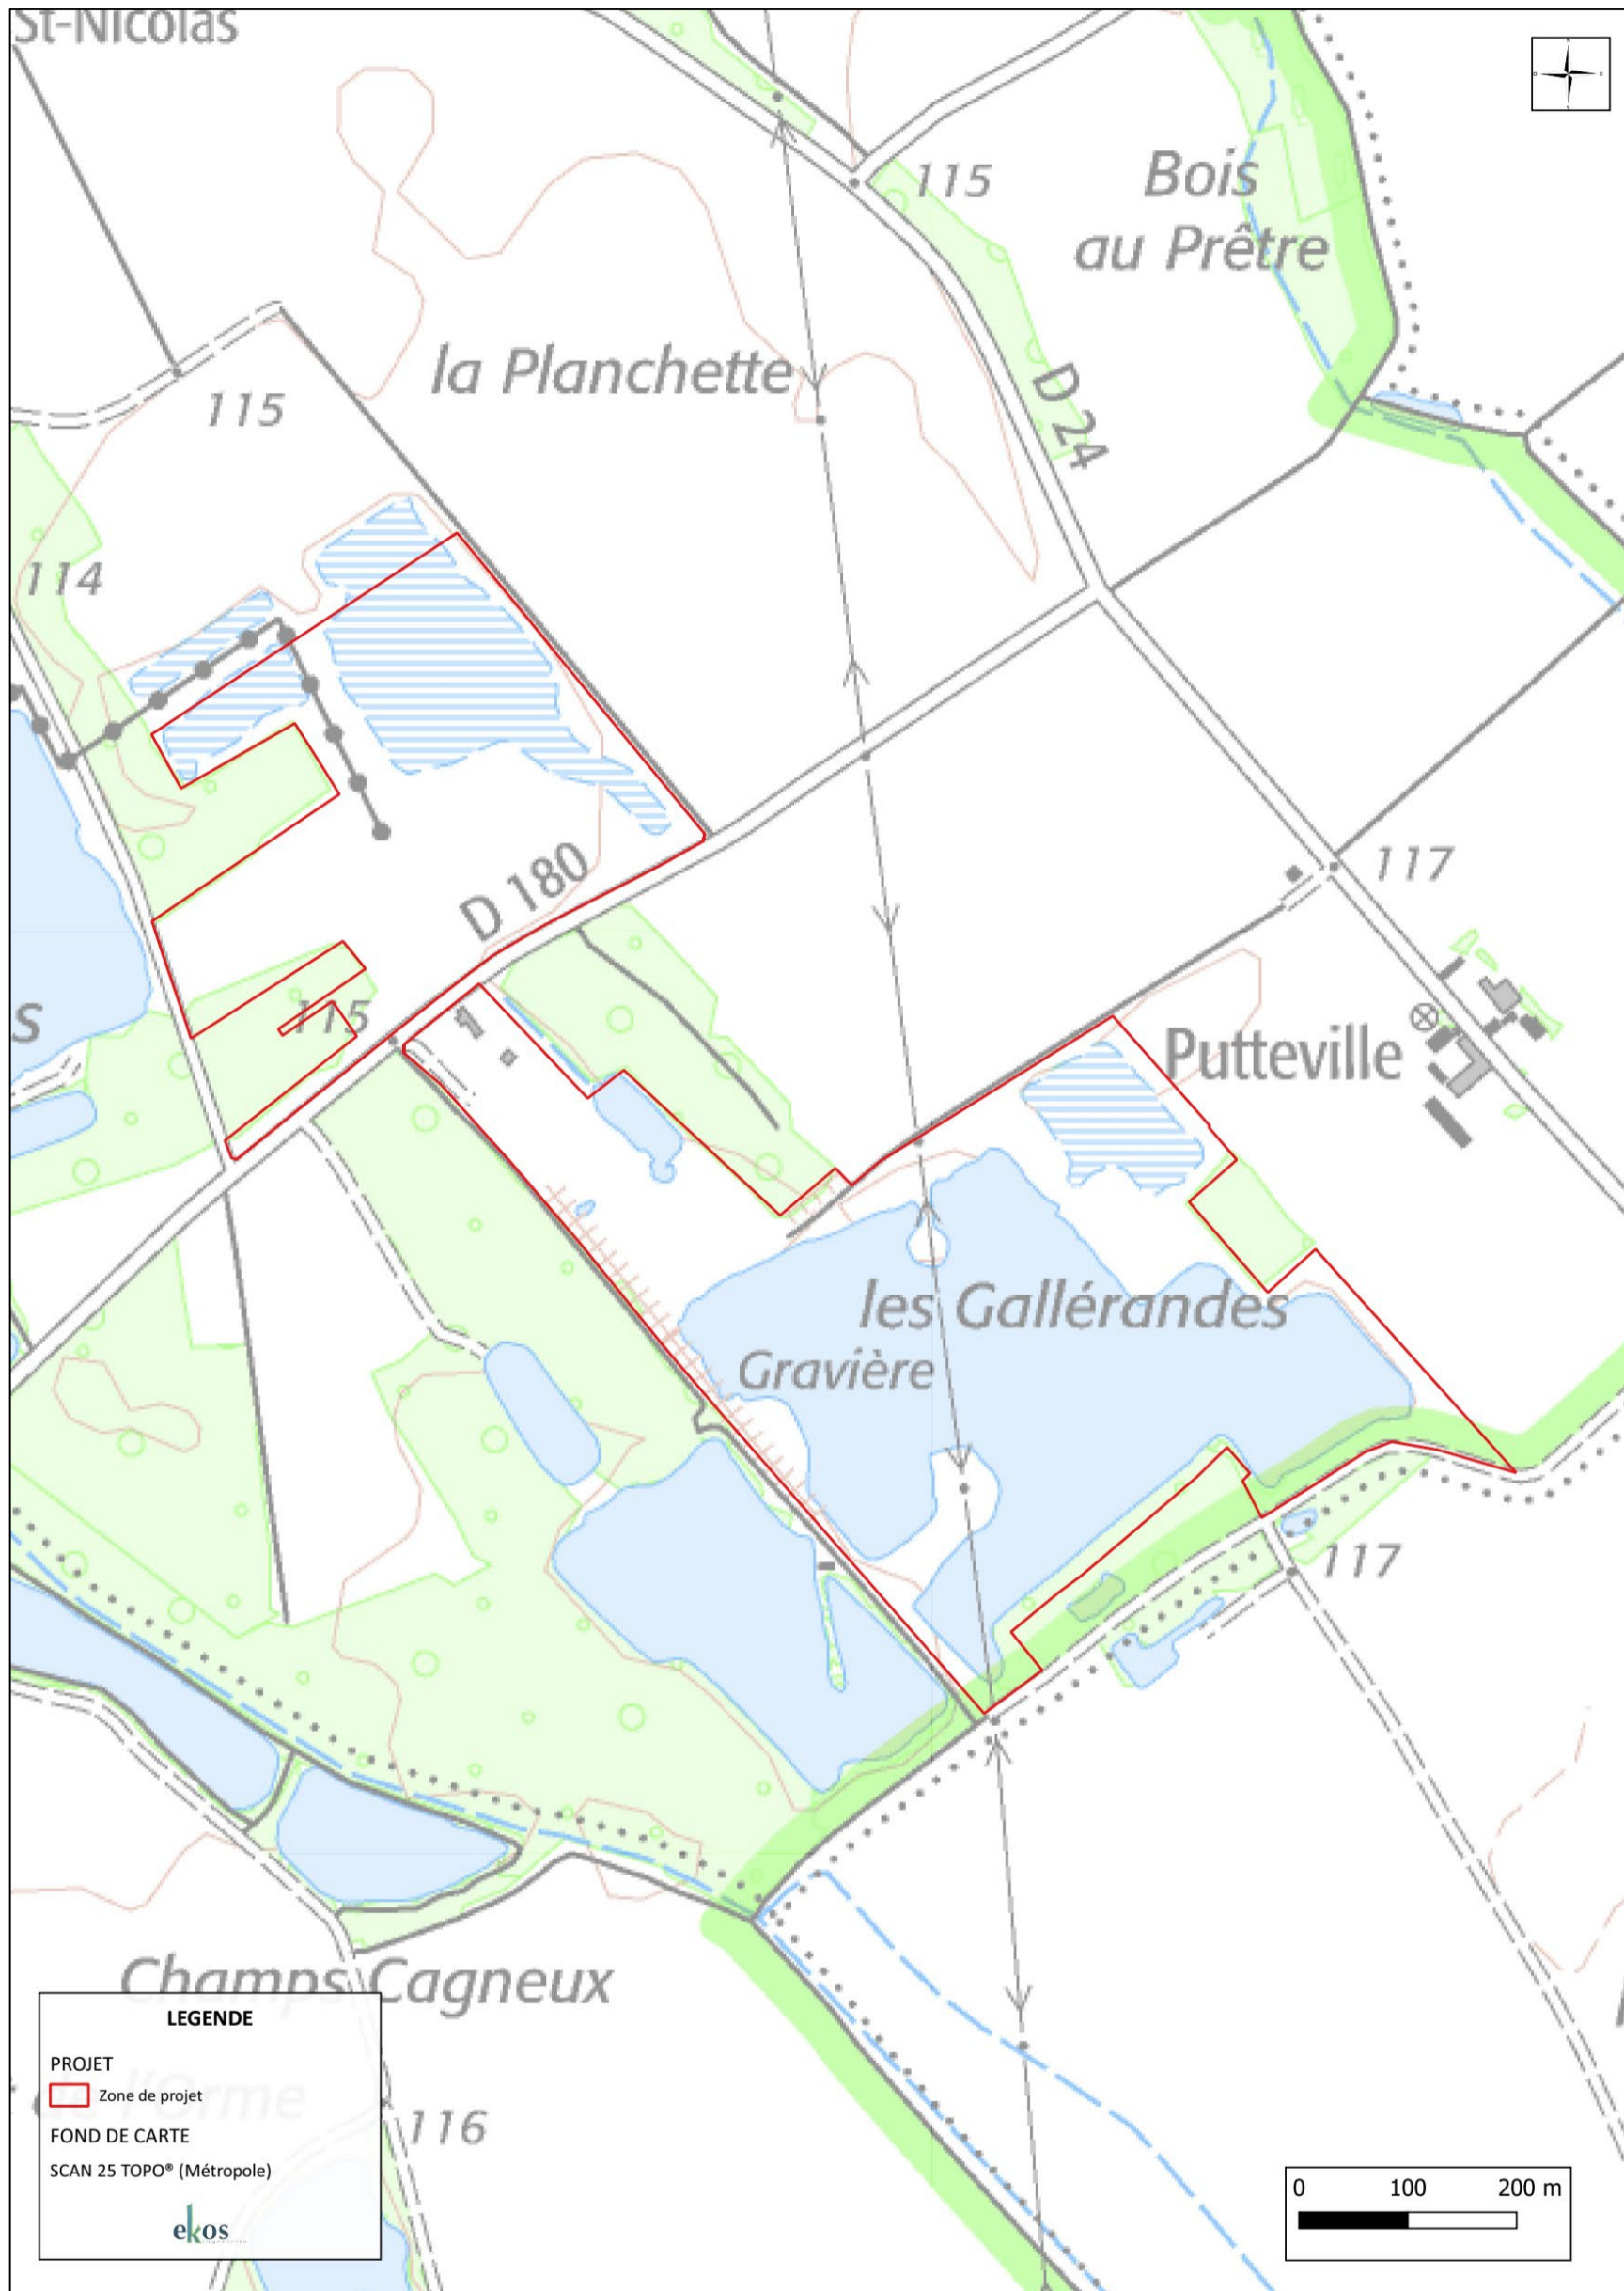 St-Nicolas
115
Bois
au Prêtre
la Planchette
115
D 24
114
117
D 180
s
115
Putteville
les Gallérandes
Gravière
117
Champs Cagneux
LEGENDE
PROJET
Zone de projet
de l'Orme
FOND DE CARTE
116
SCAN 25 TOPO® (Métropole)
0 100 200 m
ekos